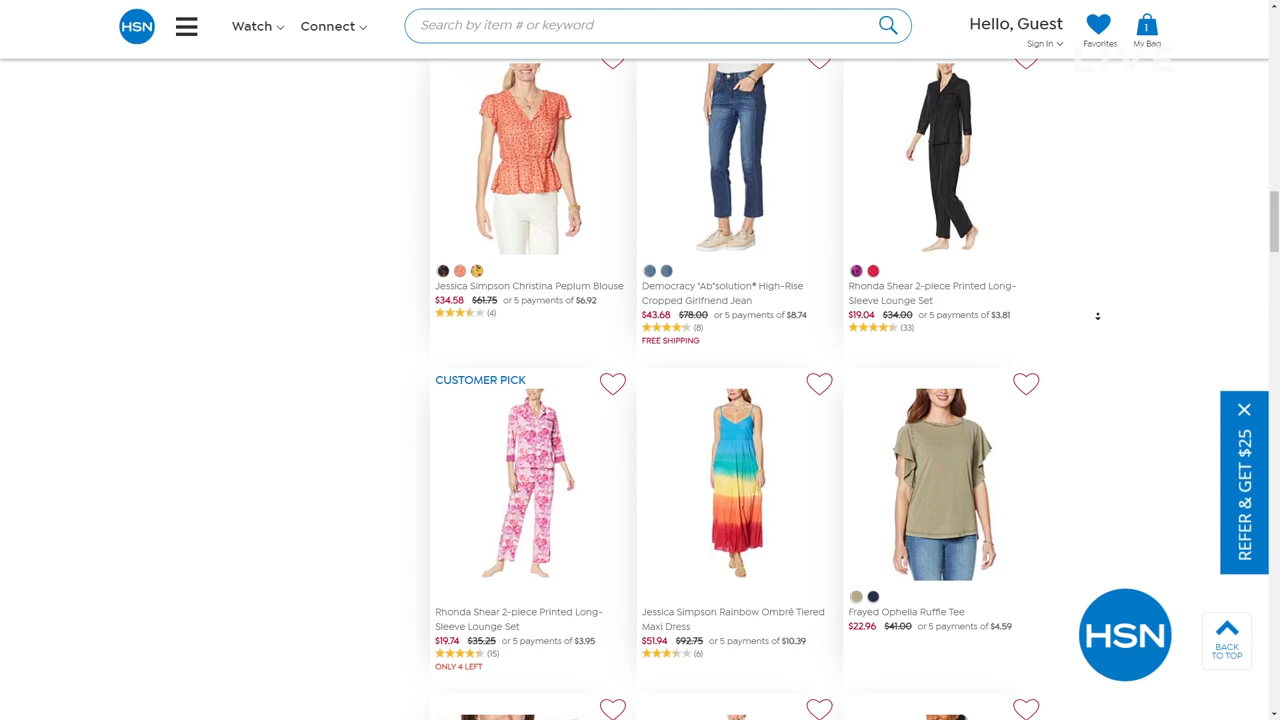 HSN
Watch
Connect
Search by item # or keyword
Hello, Guest
Sign In
Favorites
1
My Bag
LIVE
Jessica Simpson Christina Peplum Blouse
$34.58 $61.75 or 5 payments of $6.92
(4)
Democracy "Ab"solution® High-Rise
Cropped Girlfriend Jean
$43.68 $78.00 or 5 payments of $8.74
(8)
FREE SHIPPING
Rhonda Shear 2-piece Printed Long-
Sleeve Lounge Set
$19.04 $34.00 or 5 payments of $3.81
(33)
CUSTOMER PICK
Rhonda Shear 2-piece Printed Long-
Sleeve Lounge Set
$19.74 $35.25 or 5 payments of $3.95
(15)
ONLY 4 LEFT
Jessica Simpson Rainbow Ombré Tiered
Maxi Dress
$51.94 $92.75 or 5 payments of $10.39
(6)
Frayed Ophelia Ruffle Tee
$22.96 $41.00 or 5 payments of $4.59
REFER & GET $25
HSN
BACK
TO TOP